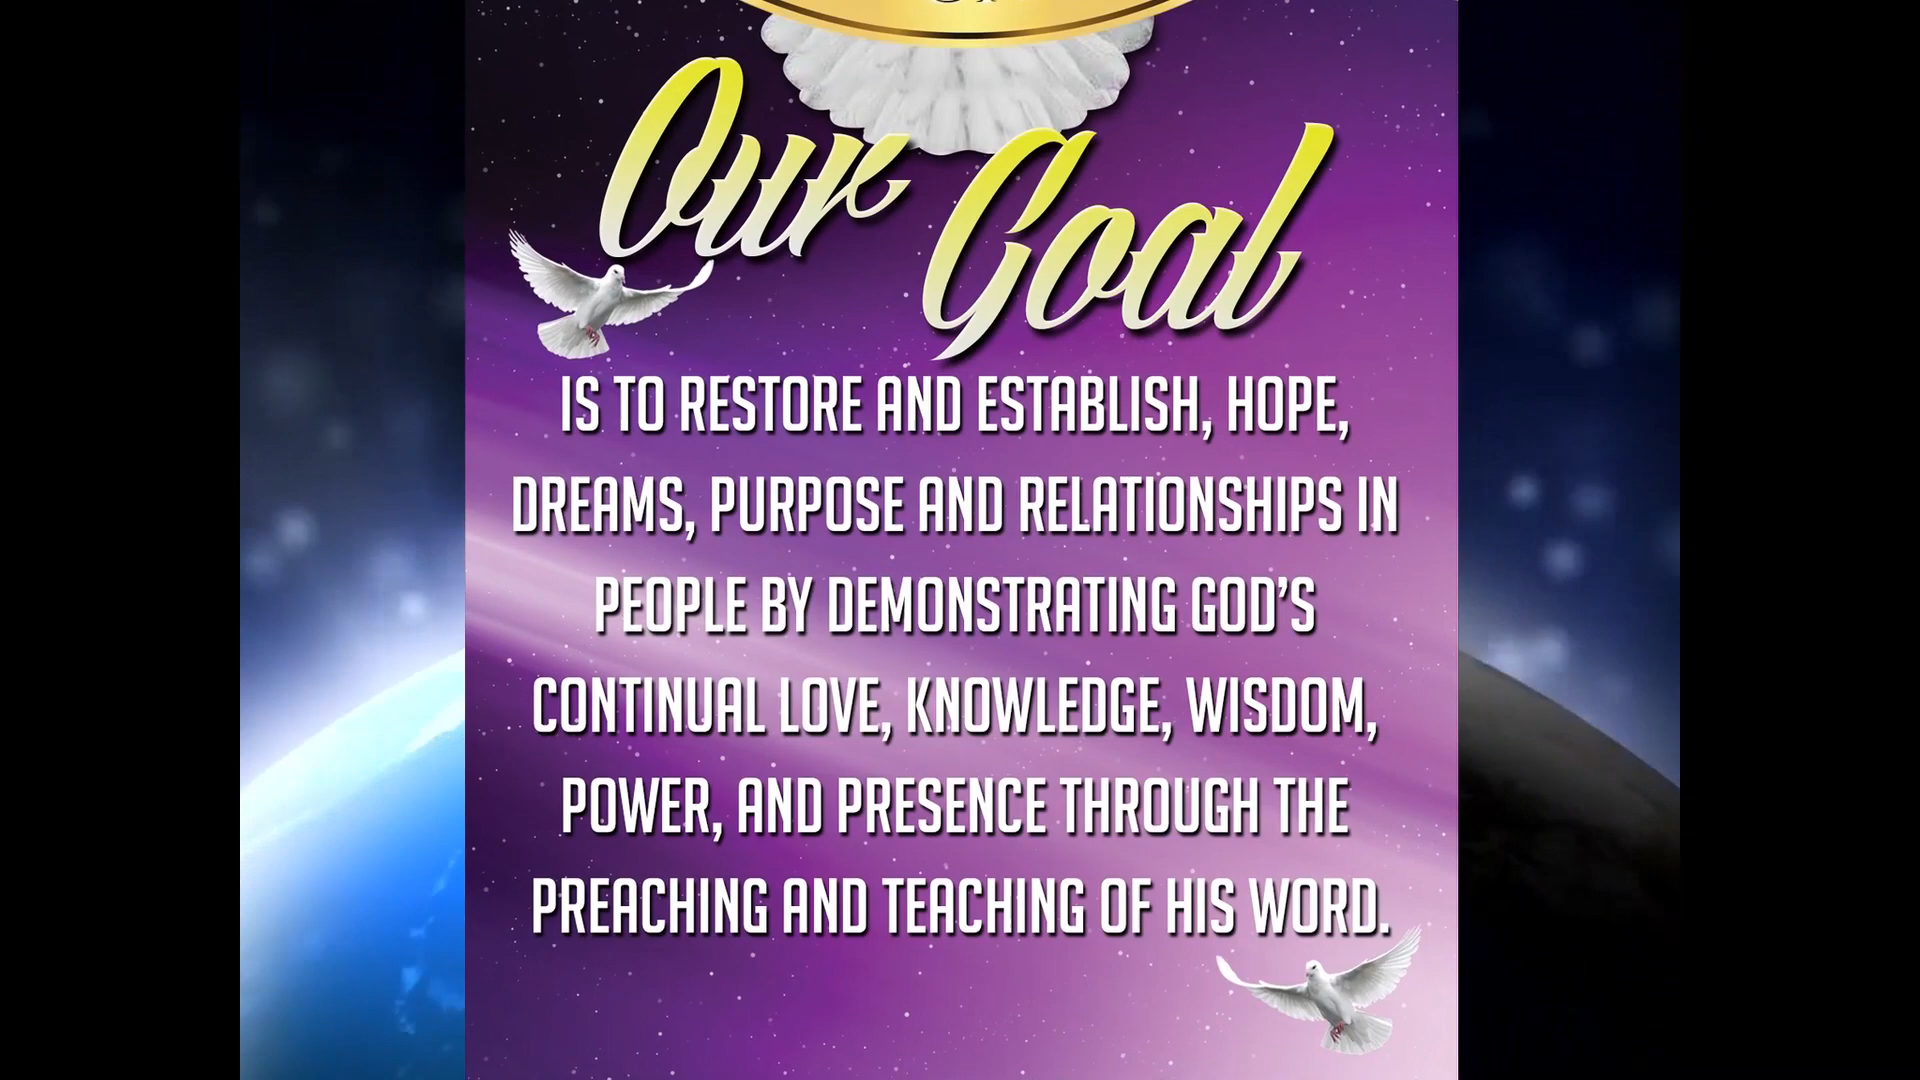 Our Goal
IS TO RESTORE AND ESTABLISH, HOPE,
DREAMS, PURPOSE AND RELATIONSHIPS IN
PEOPLE BY DEMONSTRATING GOD’S
CONTINUAL LOVE, KNOWLEDGE, WISDOM,
POWER, AND PRESENCE THROUGH THE
PREACHING AND TEACHING OF HIS WORD.